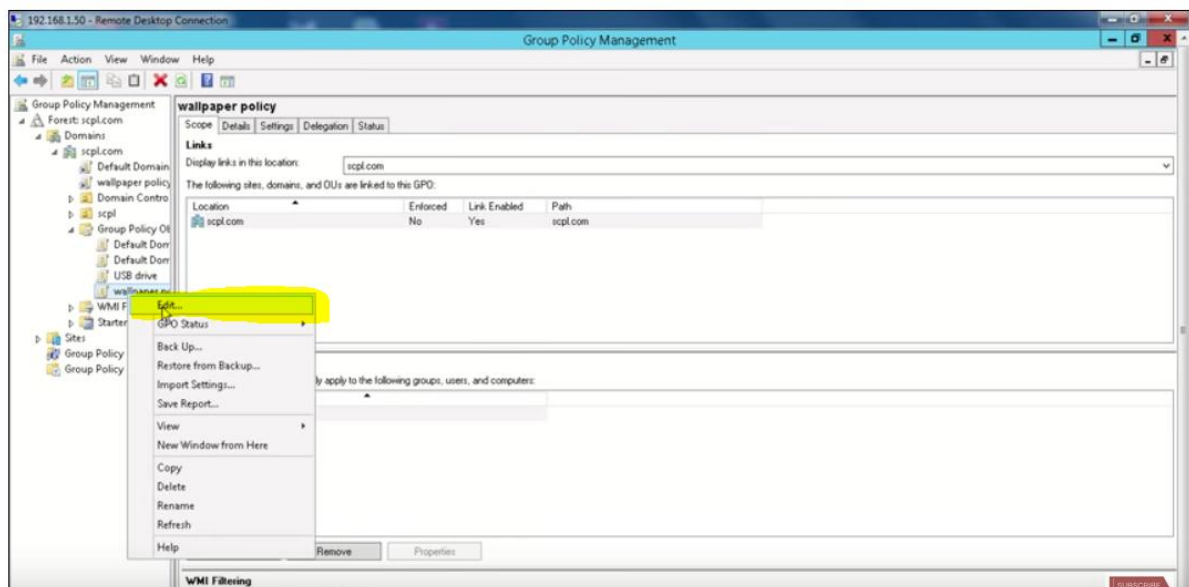 192.168.1.50 - Remote Desktop Connection
Group Policy Management
File Action View Window Help
Group Policy Management
Forest: scpl.com
Domains
scpl.com
Default Domain
wallpaper policy
Domain Contro
scpl
Group Policy Ob
Default Dom
Default Dom
USB drive
wallpaper po
WMI F
Starter
Sites
Group Policy
Group Policy
wallpaper policy
Scope Details Settings Delegation Status
Links
Display links in this location: scpl.com
The following sites, domains, and OUs are linked to this GPO:
Location Enforced Link Enabled Path
scpl.com No Yes scpl.com
Edit...
GPO Status
Back Up...
Restore from Backup...
Import Settings...
Save Report...
View
New Window from Here
Copy
Delete
Rename
Refresh
Help
ly apply to the following groups, users, and computers:
Remove Properties
WMI Filtering
SUBSCRIBE